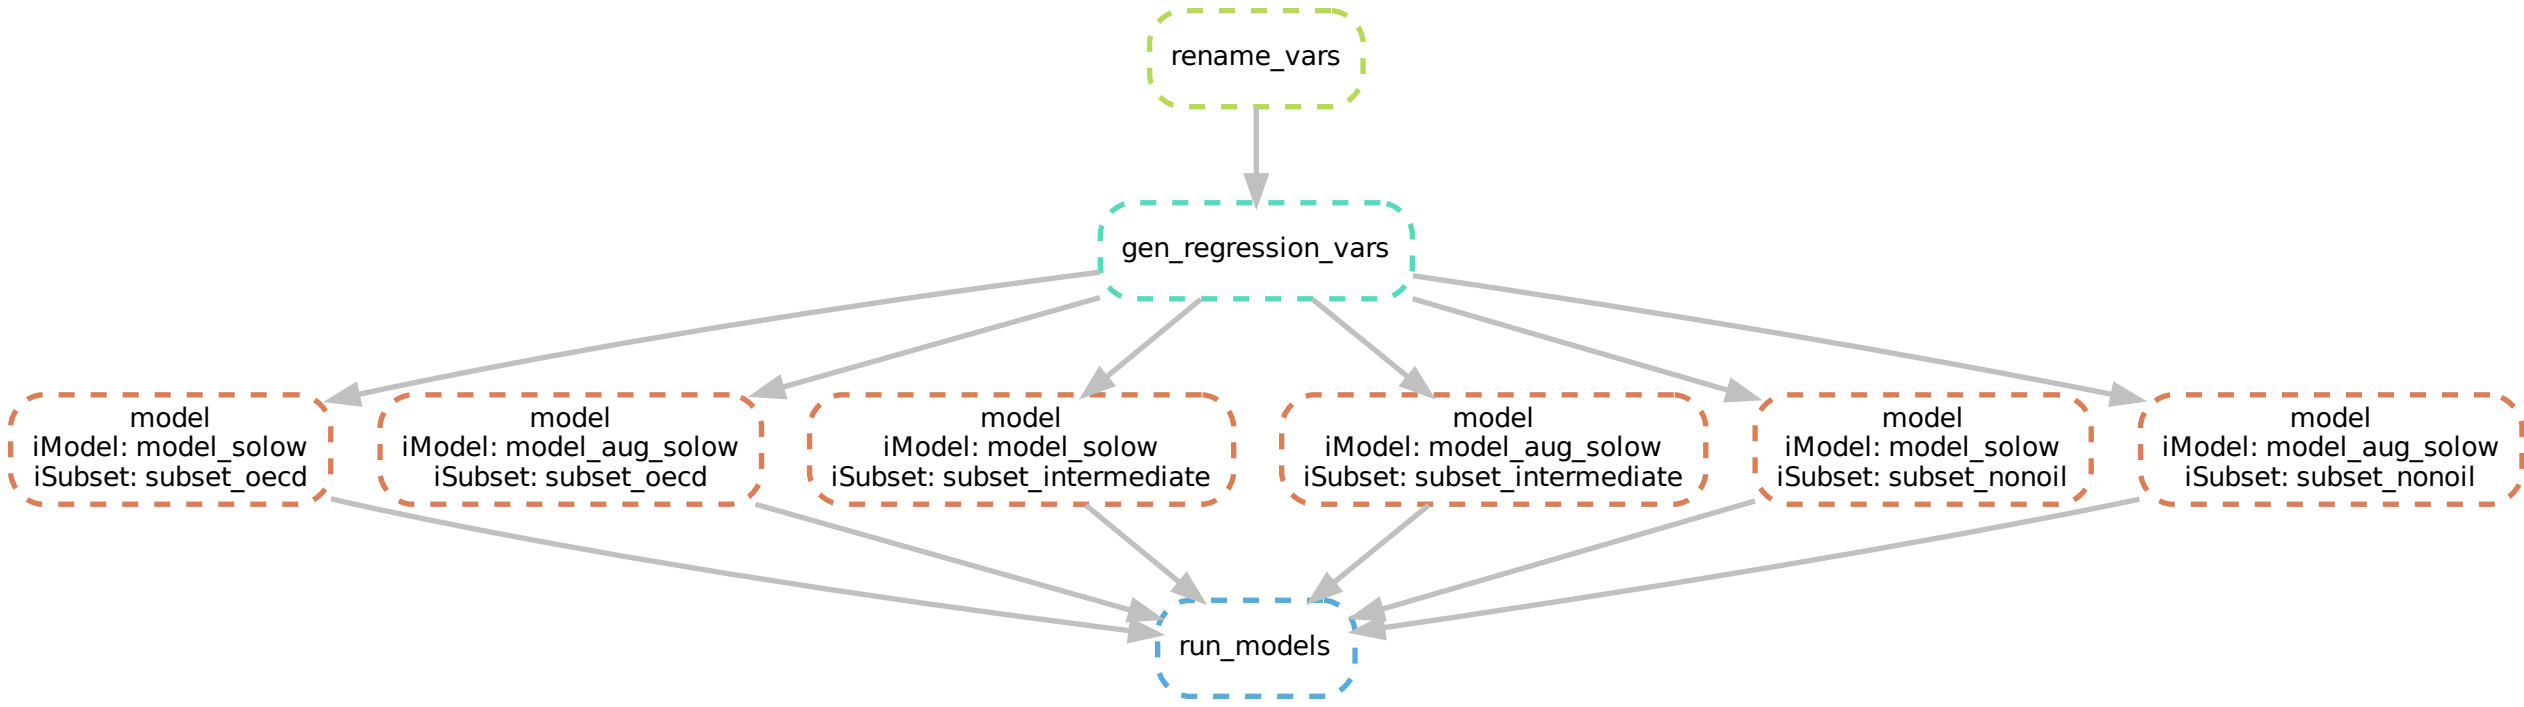 rename_vars
gen_regression_vars
model
iModel: model_solow
iSubset: subset_oecd
model
iModel: model_aug_solow
iSubset: subset_oecd
model
iModel: model_solow
iSubset: subset_intermediate
model
iModel: model_aug_solow
iSubset: subset_intermediate
model
iModel: model_solow
iSubset: subset_nonoil
model
iModel: model_aug_solow
iSubset: subset_nonoil
run_models